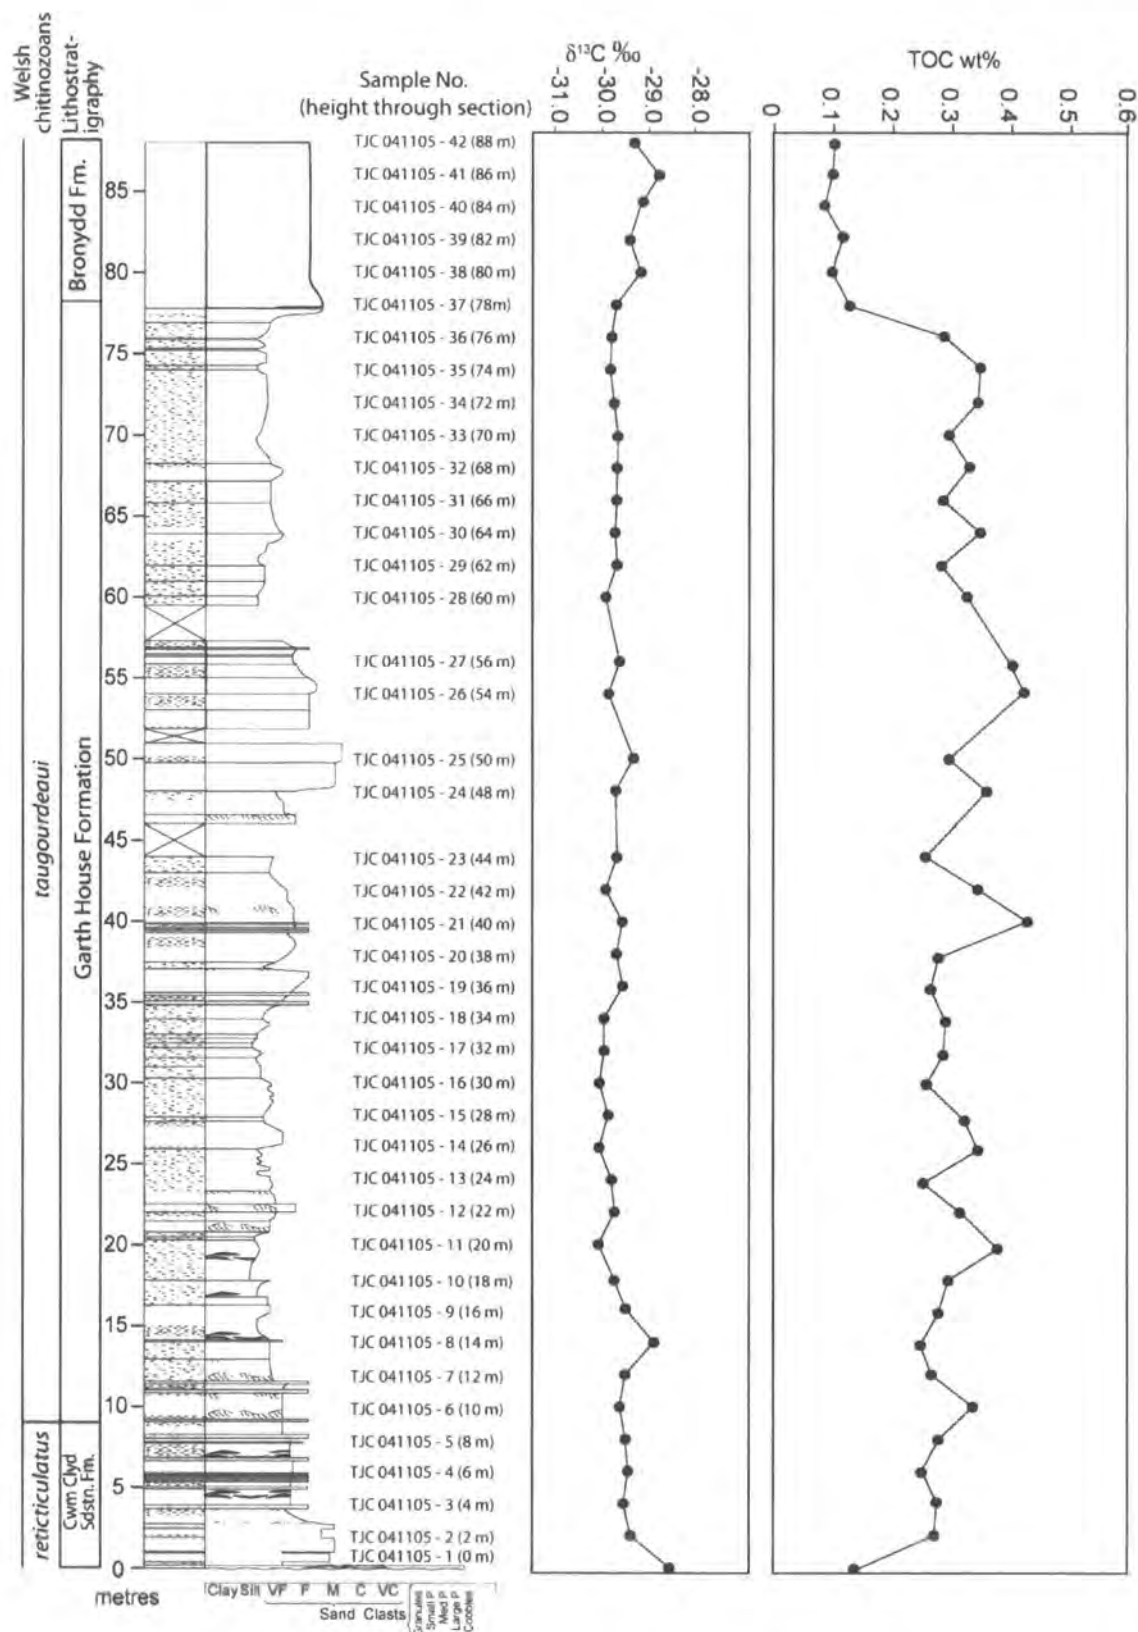 Welsh
chitinozoans
Lithostrat-
igraphy
Sample No.
(height through section)
δ¹³C ‰
-31.0
-30.0
-29.0
-28.0
TOC wt%
0
0.1
0.2
0.3
0.4
0.5
0.6
Bronydd Fm.
Garth House Formation
Cwm Clyd
Sdstn. Fm.
taugourdeaui
reticticulatus
85
80
75
70
65
60
55
50
45
40
35
30
25
20
15
10
5
0
metres
TJC 041105 - 42 (88 m)
TJC 041105 - 41 (86 m)
TJC 041105 - 40 (84 m)
TJC 041105 - 39 (82 m)
TJC 041105 - 38 (80 m)
TJC 041105 - 37 (78m)
TJC 041105 - 36 (76 m)
TJC 041105 - 35 (74 m)
TJC 041105 - 34 (72 m)
TJC 041105 - 33 (70 m)
TJC 041105 - 32 (68 m)
TJC 041105 - 31 (66 m)
TJC 041105 - 30 (64 m)
TJC 041105 - 29 (62 m)
TJC 041105 - 28 (60 m)
TJC 041105 - 27 (56 m)
TJC 041105 - 26 (54 m)
TJC 041105 - 25 (50 m)
TJC 041105 - 24 (48 m)
TJC 041105 - 23 (44 m)
TJC 041105 - 22 (42 m)
TJC 041105 - 21 (40 m)
TJC 041105 - 20 (38 m)
TJC 041105 - 19 (36 m)
TJC 041105 - 18 (34 m)
TJC 041105 - 17 (32 m)
TJC 041105 - 16 (30 m)
TJC 041105 - 15 (28 m)
TJC 041105 - 14 (26 m)
TJC 041105 - 13 (24 m)
TJC 041105 - 12 (22 m)
TJC 041105 - 11 (20 m)
TJC 041105 - 10 (18 m)
TJC 041105 - 9 (16 m)
TJC 041105 - 8 (14 m)
TJC 041105 - 7 (12 m)
TJC 041105 - 6 (10 m)
TJC 041105 - 5 (8 m)
TJC 041105 - 4 (6 m)
TJC 041105 - 3 (4 m)
TJC 041105 - 2 (2 m)
TJC 041105 - 1 (0 m)
Clay Silt VF F M C VC
Sand Clasts
Granules
Small P
Med P
Large P
Cobbles